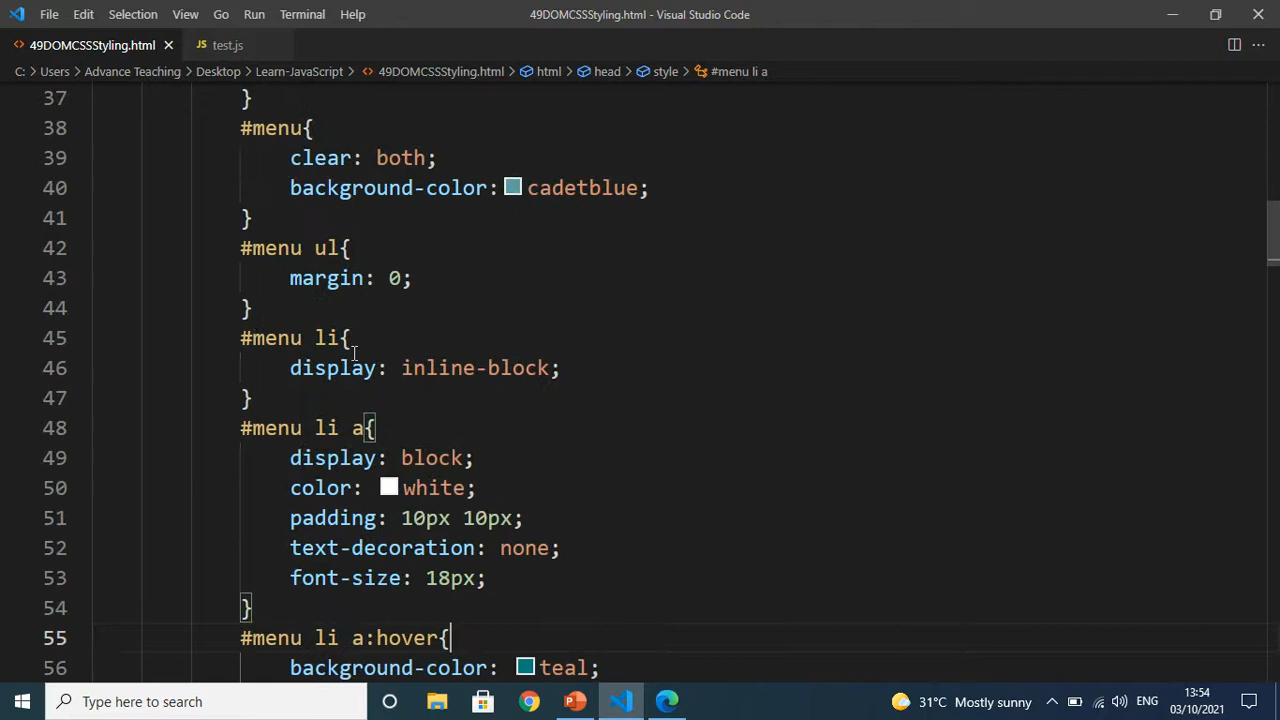 File Edit Selection View Go Run Terminal Help 49DOMCSSStyling.html - Visual Studio Code
49DOMCSSStyling.html JS test.js
C: > Users > Advance Teaching > Desktop > Learn-JavaScript > 49DOMCSSStyling.html > html > head > style > #menu li a
37 }
38 #menu{
39 clear: both;
40 background-color: cadetblue;
41 }
42 #menu ul{
43 margin: 0;
44 }
45 #menu li{
46 display: inline-block;
47 }
48 #menu li a{
49 display: block;
50 color: white;
51 padding: 10px 10px;
52 text-decoration: none;
53 font-size: 18px;
54 }
55 #menu li a:hover{
56 background-color: teal;
Type here to search 31°C Mostly sunny ENG 13:54
03/10/2021